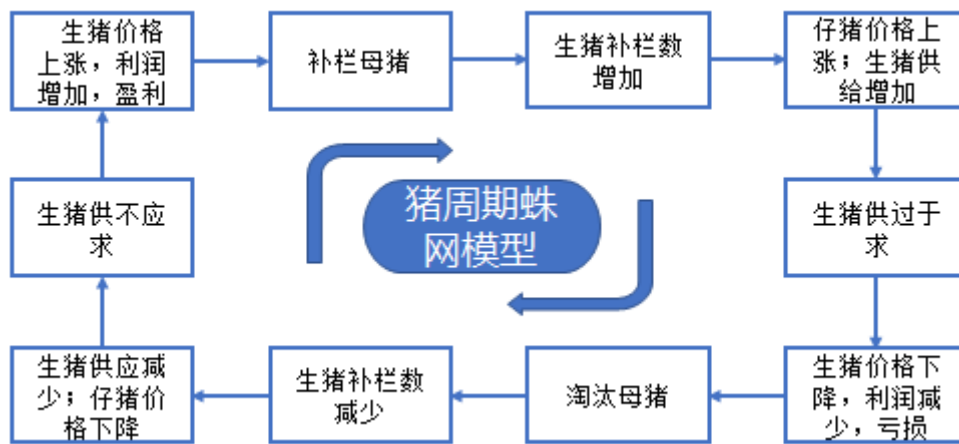 生猪价格
上涨，利润
增加，盈利
补栏母猪
生猪补栏数
增加
仔猪价格上
涨；生猪供
给增加
生猪供不应
求
猪周期蛛
网模型
生猪供过于
求
生猪供应减
少；仔猪价
格下降
生猪补栏数
减少
淘汰母猪
生猪价格下
降，利润减
少，亏损